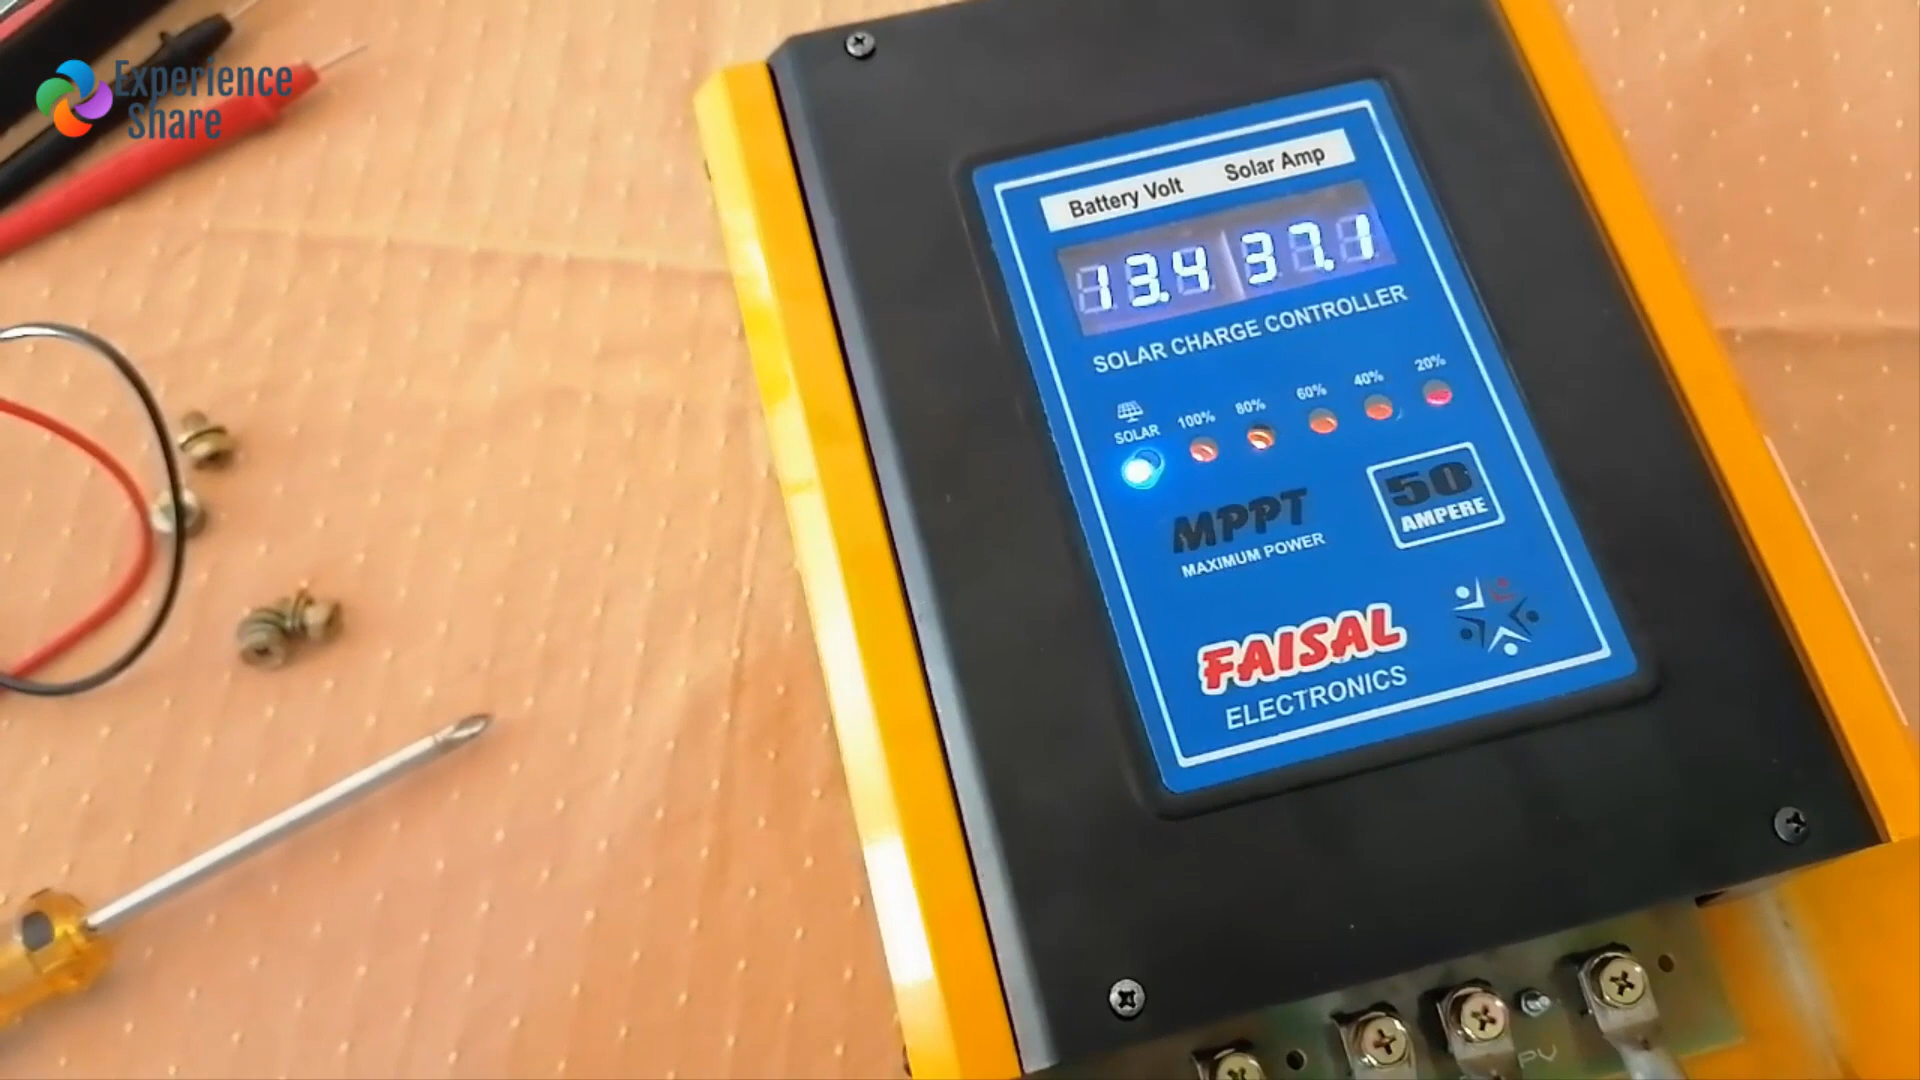 Experience
Share
Battery Volt Solar Amp
13.4 37.1
SOLAR CHARGE CONTROLLER
SOLAR 100% 80% 60% 40% 20%
MPPT
MAXIMUM POWER
50
AMPERE
FAISAL
ELECTRONICS
PV